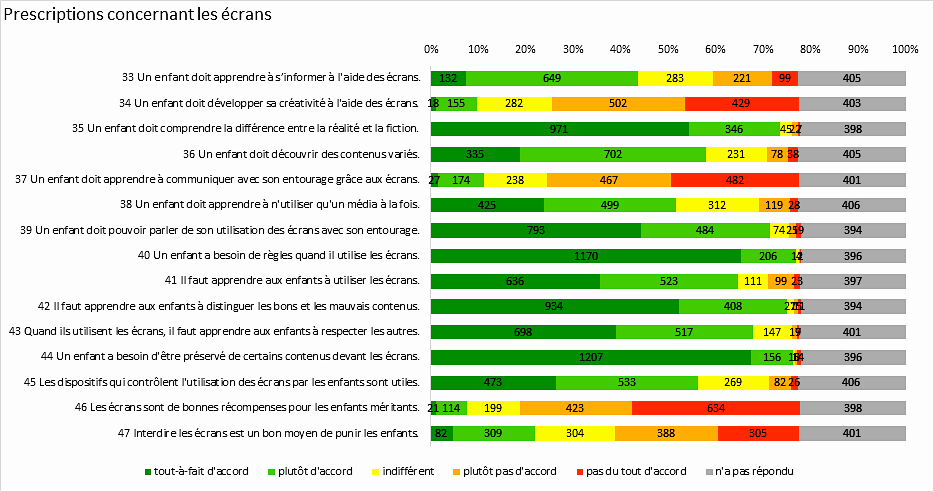 Prescriptions concernant les écrans
0% 10% 20% 30% 40% 50% 60% 70% 80% 90% 100%
33 Un enfant doit apprendre à s'informer à l'aide des écrans. 132 649 283 221 99 405
34 Un enfant doit développer sa créativité à l'aide des écrans. 18 155 282 502 429 403
35 Un enfant doit comprendre la différence entre la réalité et la fiction. 971 346 45 398
36 Un enfant doit découvrir des contenus variés. 335 702 231 78 38 405
37 Un enfant doit apprendre à communiquer avec son entourage grâce aux écrans. 27 174 238 467 482 401
38 Un enfant doit apprendre à n'utiliser qu'un média à la fois. 425 499 312 119 28 406
39 Un enfant doit pouvoir parler de son utilisation des écrans avec son entourage. 793 484 74 394
40 Un enfant a besoin de règles quand il utilise les écrans. 1170 206 396
41 Il faut apprendre aux enfants à utiliser les écrans. 636 523 111 99 23 397
42 Il faut apprendre aux enfants à distinguer les bons et les mauvais contenus. 934 408 394
43 Quand ils utilisent les écrans, il faut apprendre aux enfants à respecter les autres. 698 517 147 401
44 Un enfant a besoin d'être préservé de certains contenus devant les écrans. 1207 156 396
45 Les dispositifs qui contrôlent l'utilisation des écrans par les enfants sont utiles. 473 533 269 82 26 406
46 Les écrans sont de bonnes récompenses pour les enfants méritants. 21 114 199 423 634 398
47 Interdire les écrans est un bon moyen de punir les enfants. 82 309 304 388 305 401
tout-à-fait d'accord plutôt d'accord indifférent plutôt pas d'accord pas du tout d'accord n'a pas répondu